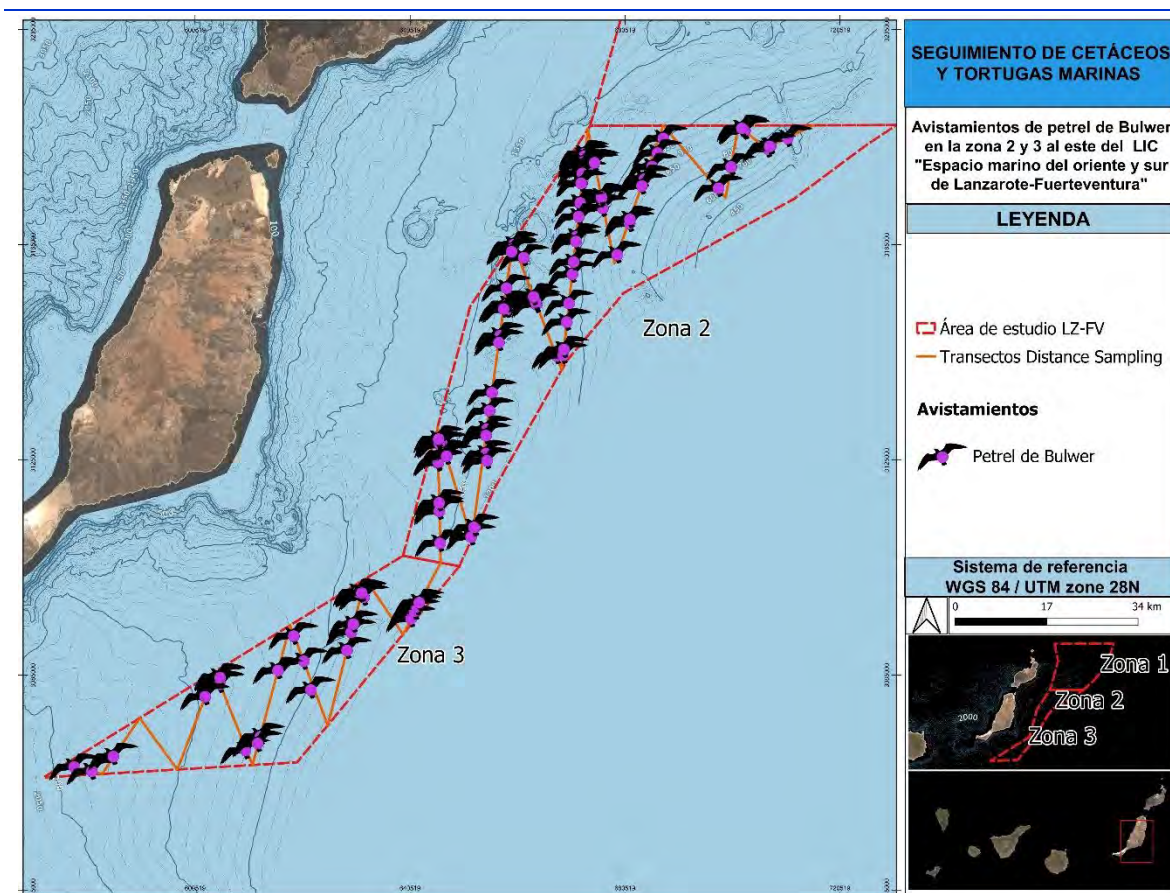 SEGUIMIENTO DE CETÁCEOS
Y TORTUGAS MARINAS
Avistamientos de petrel de Bulwer
en la zona 2 y 3 al este del LIC
"Espacio marino del oriente y sur
de Lanzarote-Fuerteventura"
LEYENDA
Área de estudio LZ-FV
Transectos Distance Sampling
Avistamientos
Petrel de Bulwer
Sistema de referencia
WGS 84 / UTM zone 28N
0 17 34 km
Zona 1
Zona 2
Zona 3
2000
Zona 2
Zona 3
100
3125000
720519